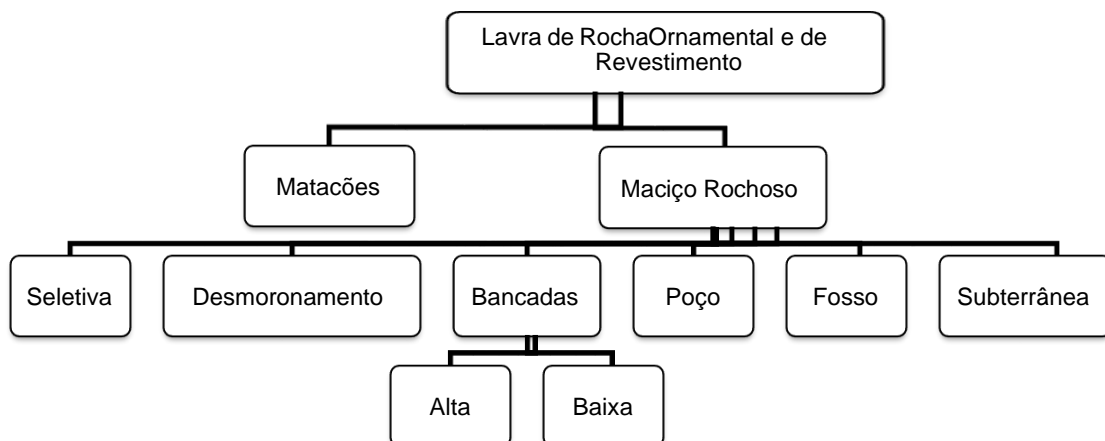 Lavra de RochaOrnamental e de
Revestimento
Matacões
Maciço Rochoso
Seletiva
Desmoronamento
Bancadas
Poço
Fosso
Subterrânea
Alta
Baixa